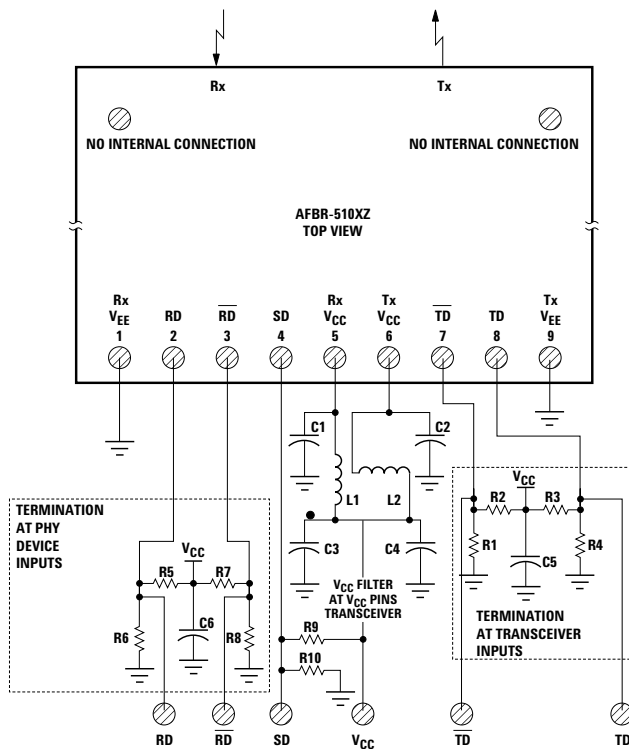 Rx
Tx
NO INTERNAL CONNECTION
NO INTERNAL CONNECTION
AFBR-510XZ
TOP VIEW
Rx
VEE
1
RD
2
RD
3
SD
4
Rx
VCC
5
Tx
VCC
6
TD
7
TD
8
Tx
VEE
9
C1
C2
L1
L2
C3
C4
VCC FILTER
AT VCC PINS
TRANSCEIVER
TERMINATION
AT PHY
DEVICE
INPUTS
VCC
R5
R7
C6
R6
R8
R9
R10
VCC
R2
R3
R1
C5
R4
TERMINATION
AT TRANSCEIVER
INPUTS
RD
RD
SD
VCC
TD
TD